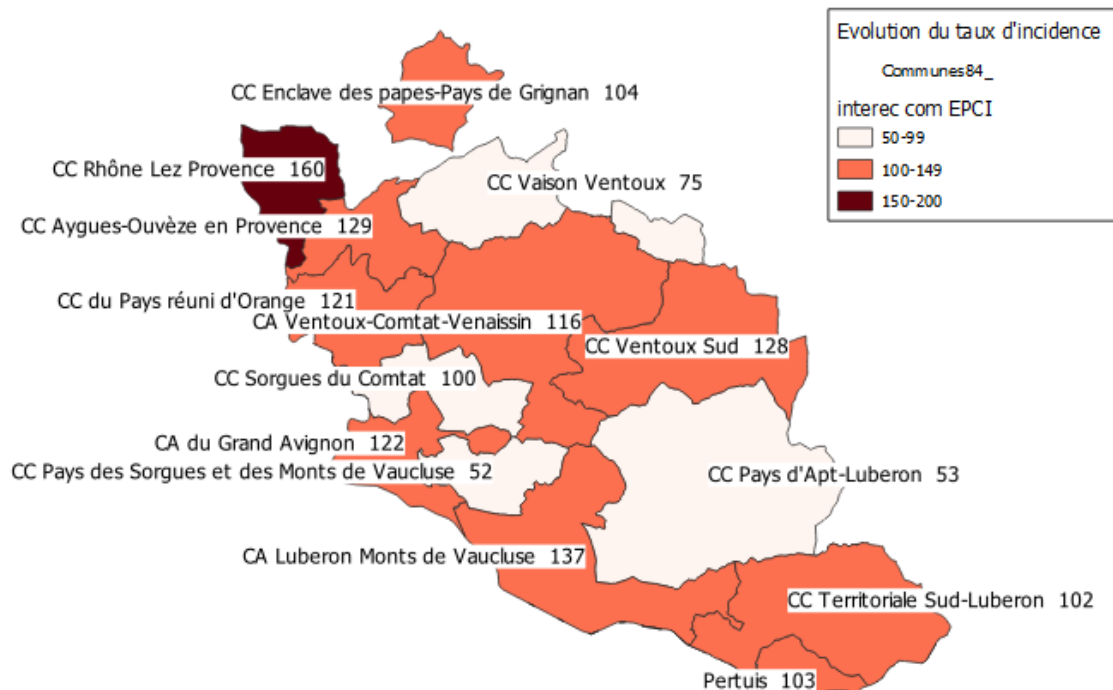 Evolution du taux d'incidence
Communes84_
interec com EPCI
50-99
100-149
150-200
CC Enclave des papes-Pays de Grignan 104
CC Rhône Lez Provence 160
CC Vaison Ventoux 75
CC Aygues-Ouvèze en Provence 129
CC du Pays réuni d'Orange 121
CA Ventoux-Comtat-Venaissin 116
CC Ventoux Sud 128
CC Sorgues du Comtat 100
CA du Grand Avignon 122
CC Pays des Sorgues et des Monts de Vaucluse 52
CC Pays d'Apt-Luberon 53
CA Luberon Monts de Vaucluse 137
CC Territoriale Sud-Luberon 102
Pertuis 103